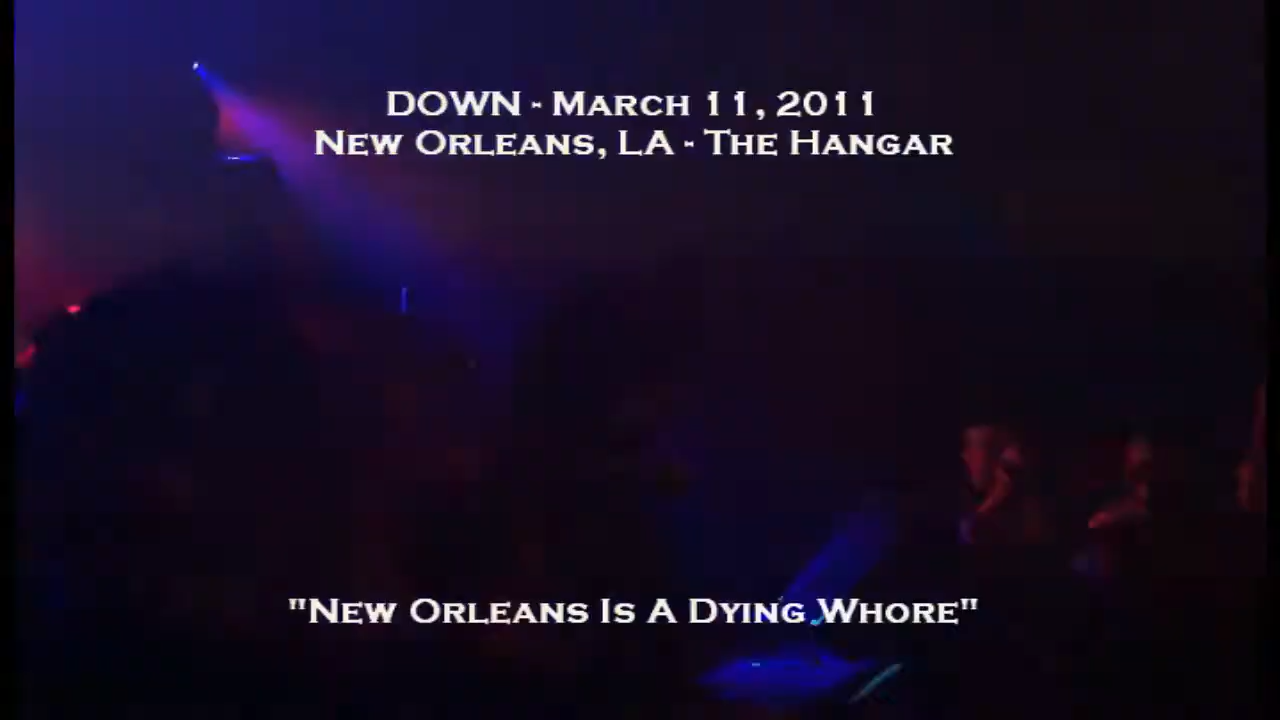 DOWN - March 11, 2011
New Orleans, LA - The Hangar
"New Orleans Is A Dying Whore"